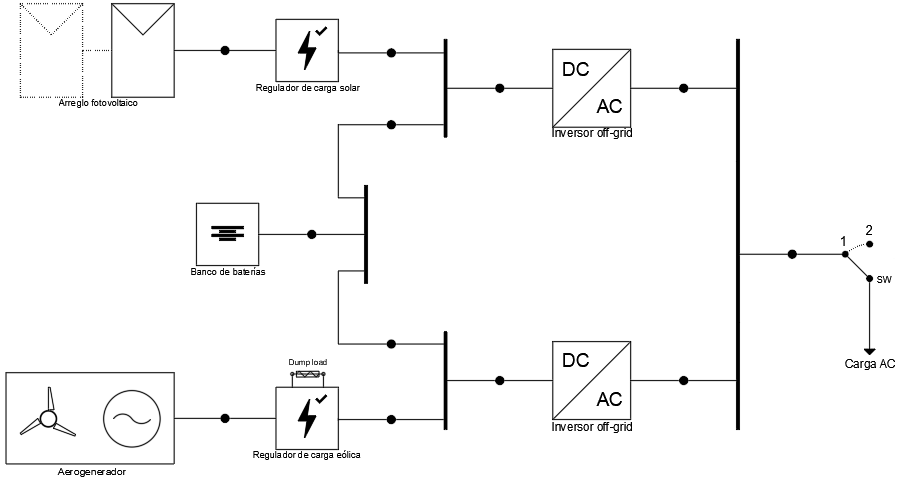 Arreglo fotovoltaico
Regulador de carga solar
DC
AC
Inversor off-grid
Banco de baterías
1
2
sw
Carga AC
Dump load
Regulador de carga eólica
DC
AC
Inversor off-grid
Aerogenerador